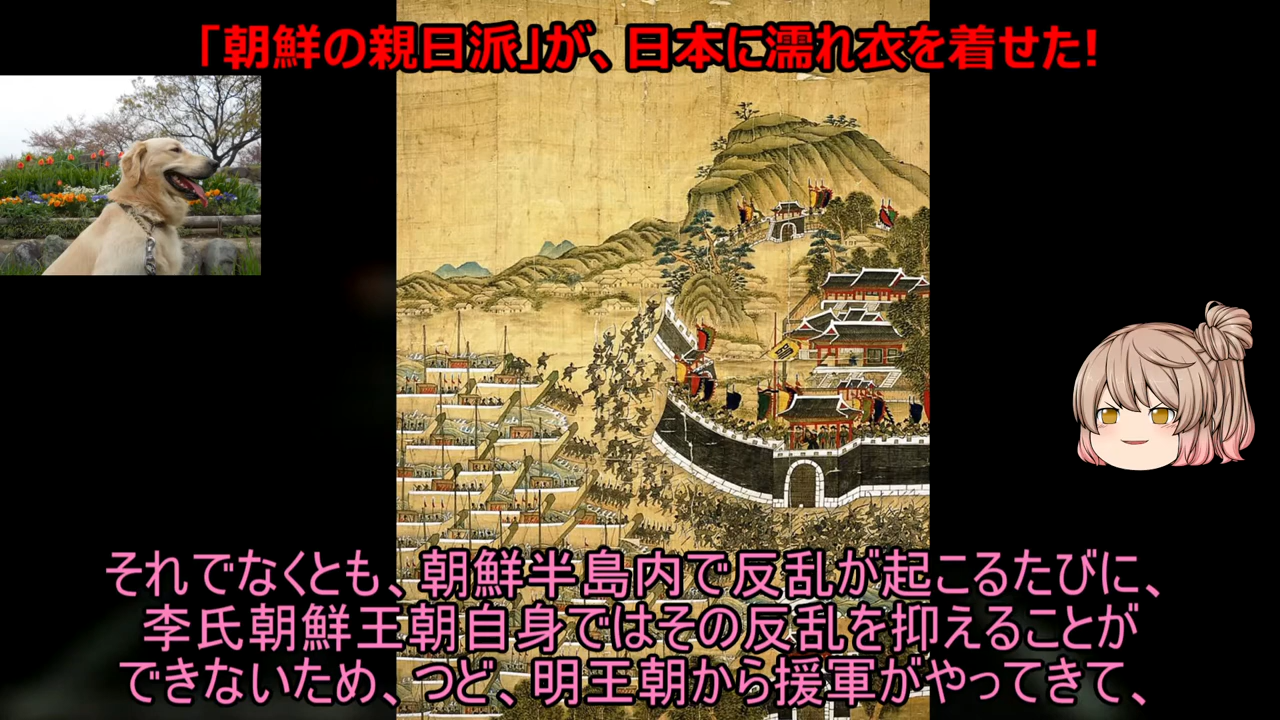 「朝鮮の親日派」が、日本に濡れ衣を着せた!
それでなくとも、朝鮮半島内で反乱が起こるたびに、
李氏朝鮮王朝自身ではその反乱を抑えることが
できないため、つど、明王朝から援軍がやってきて、